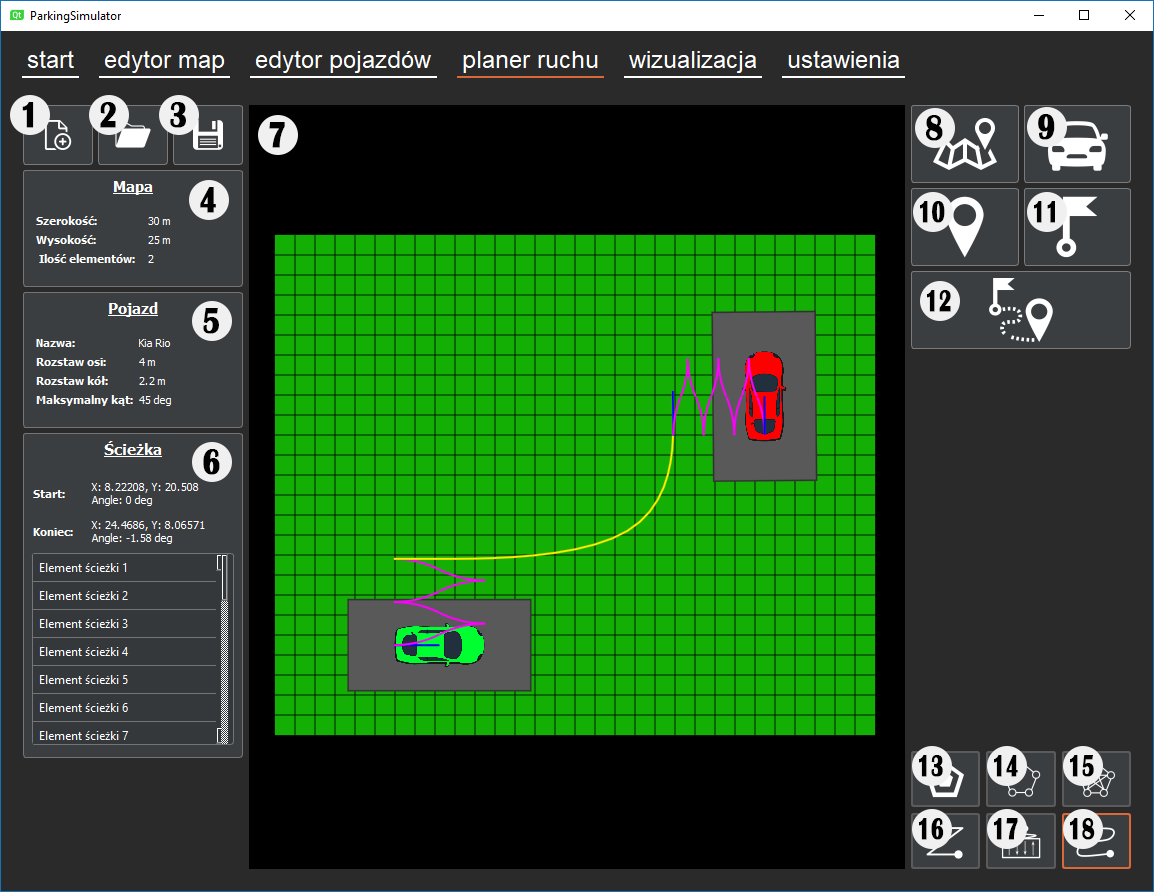 ParkingSimulator
start edytor map edytor pojazdów planer ruchu wizualizacja ustawienia
1 2 3
7
8 9
Mapa
4
Szerokość: 30 m
Wysokość: 25 m
Ilość elementów: 2
10 11
Pojazd
5
Nazwa: Kia Rio
Rozstaw osi: 4 m
Rozstaw kół: 2.2 m
Maksymalny kąt: 45 deg
12
Ścieżka
6
Start: X: 8.22208, Y: 20.508
Angle: 0 deg
Koniec: X: 24.4686, Y: 8.06571
Angle: -1.58 deg
Element ścieżki 1
Element ścieżki 2
Element ścieżki 3
Element ścieżki 4
Element ścieżki 5
Element ścieżki 6
Element ścieżki 7
13 14 15
16 17 18